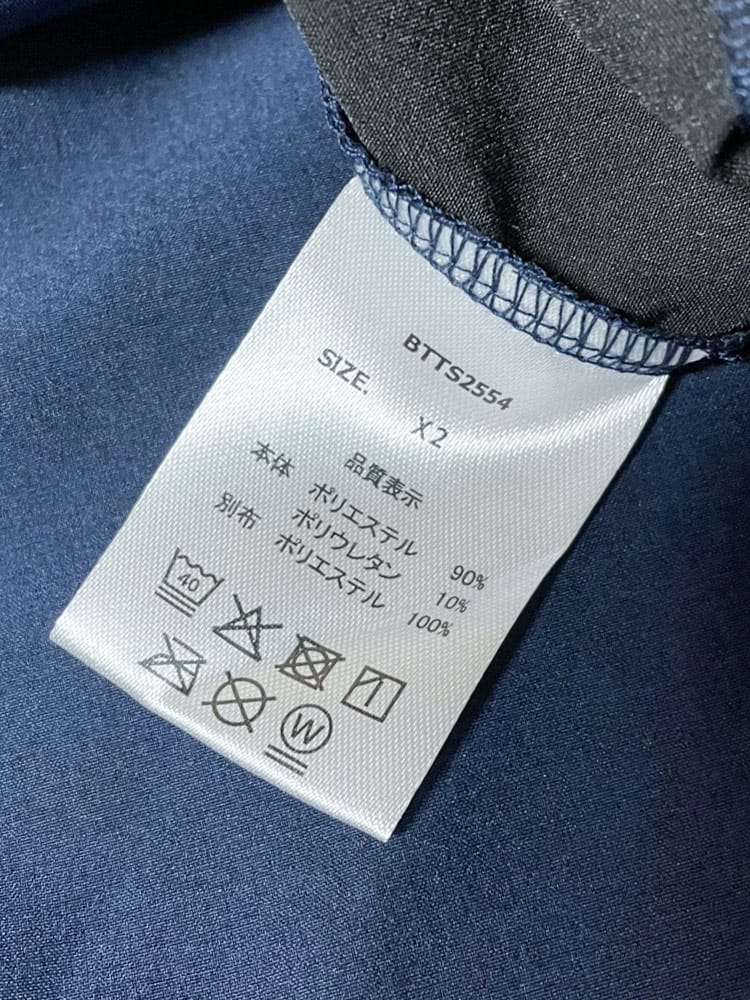 BTTS2554
SIZE. X2
品質表示
本体 ポリエステル 90%
ポリウレタン 10%
別布 ポリエステル 100%
40
W